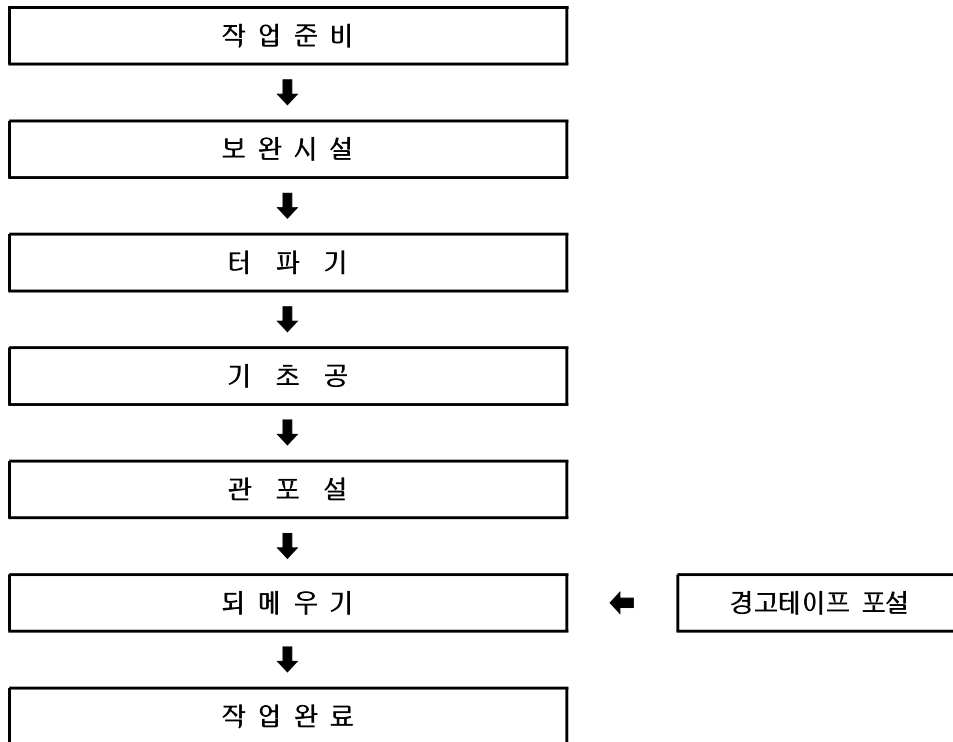 작 업 준 비
보 완 시 설
터 파 기
기 초 공
관 포 설
되 메 우 기
경고테이프 포설
작 업 완 료